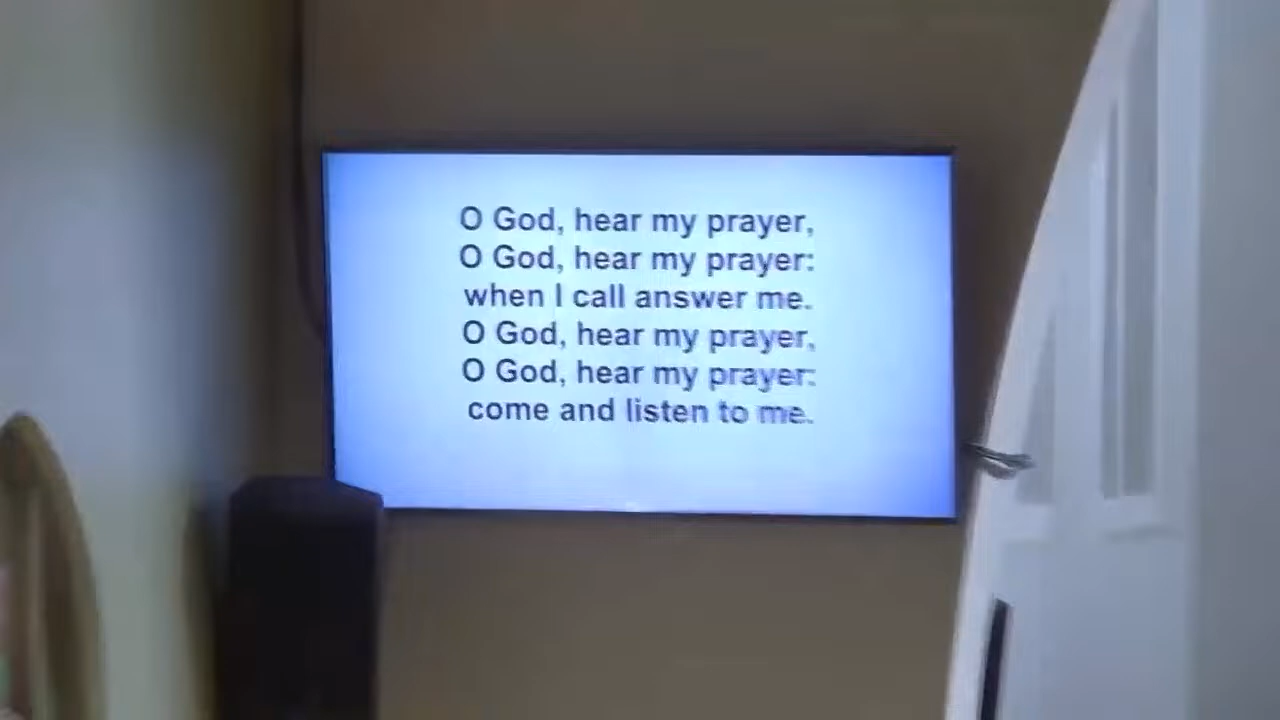 O God, hear my prayer,
O God, hear my prayer:
when I call answer me.
O God, hear my prayer,
O God, hear my prayer:
come and listen to me.